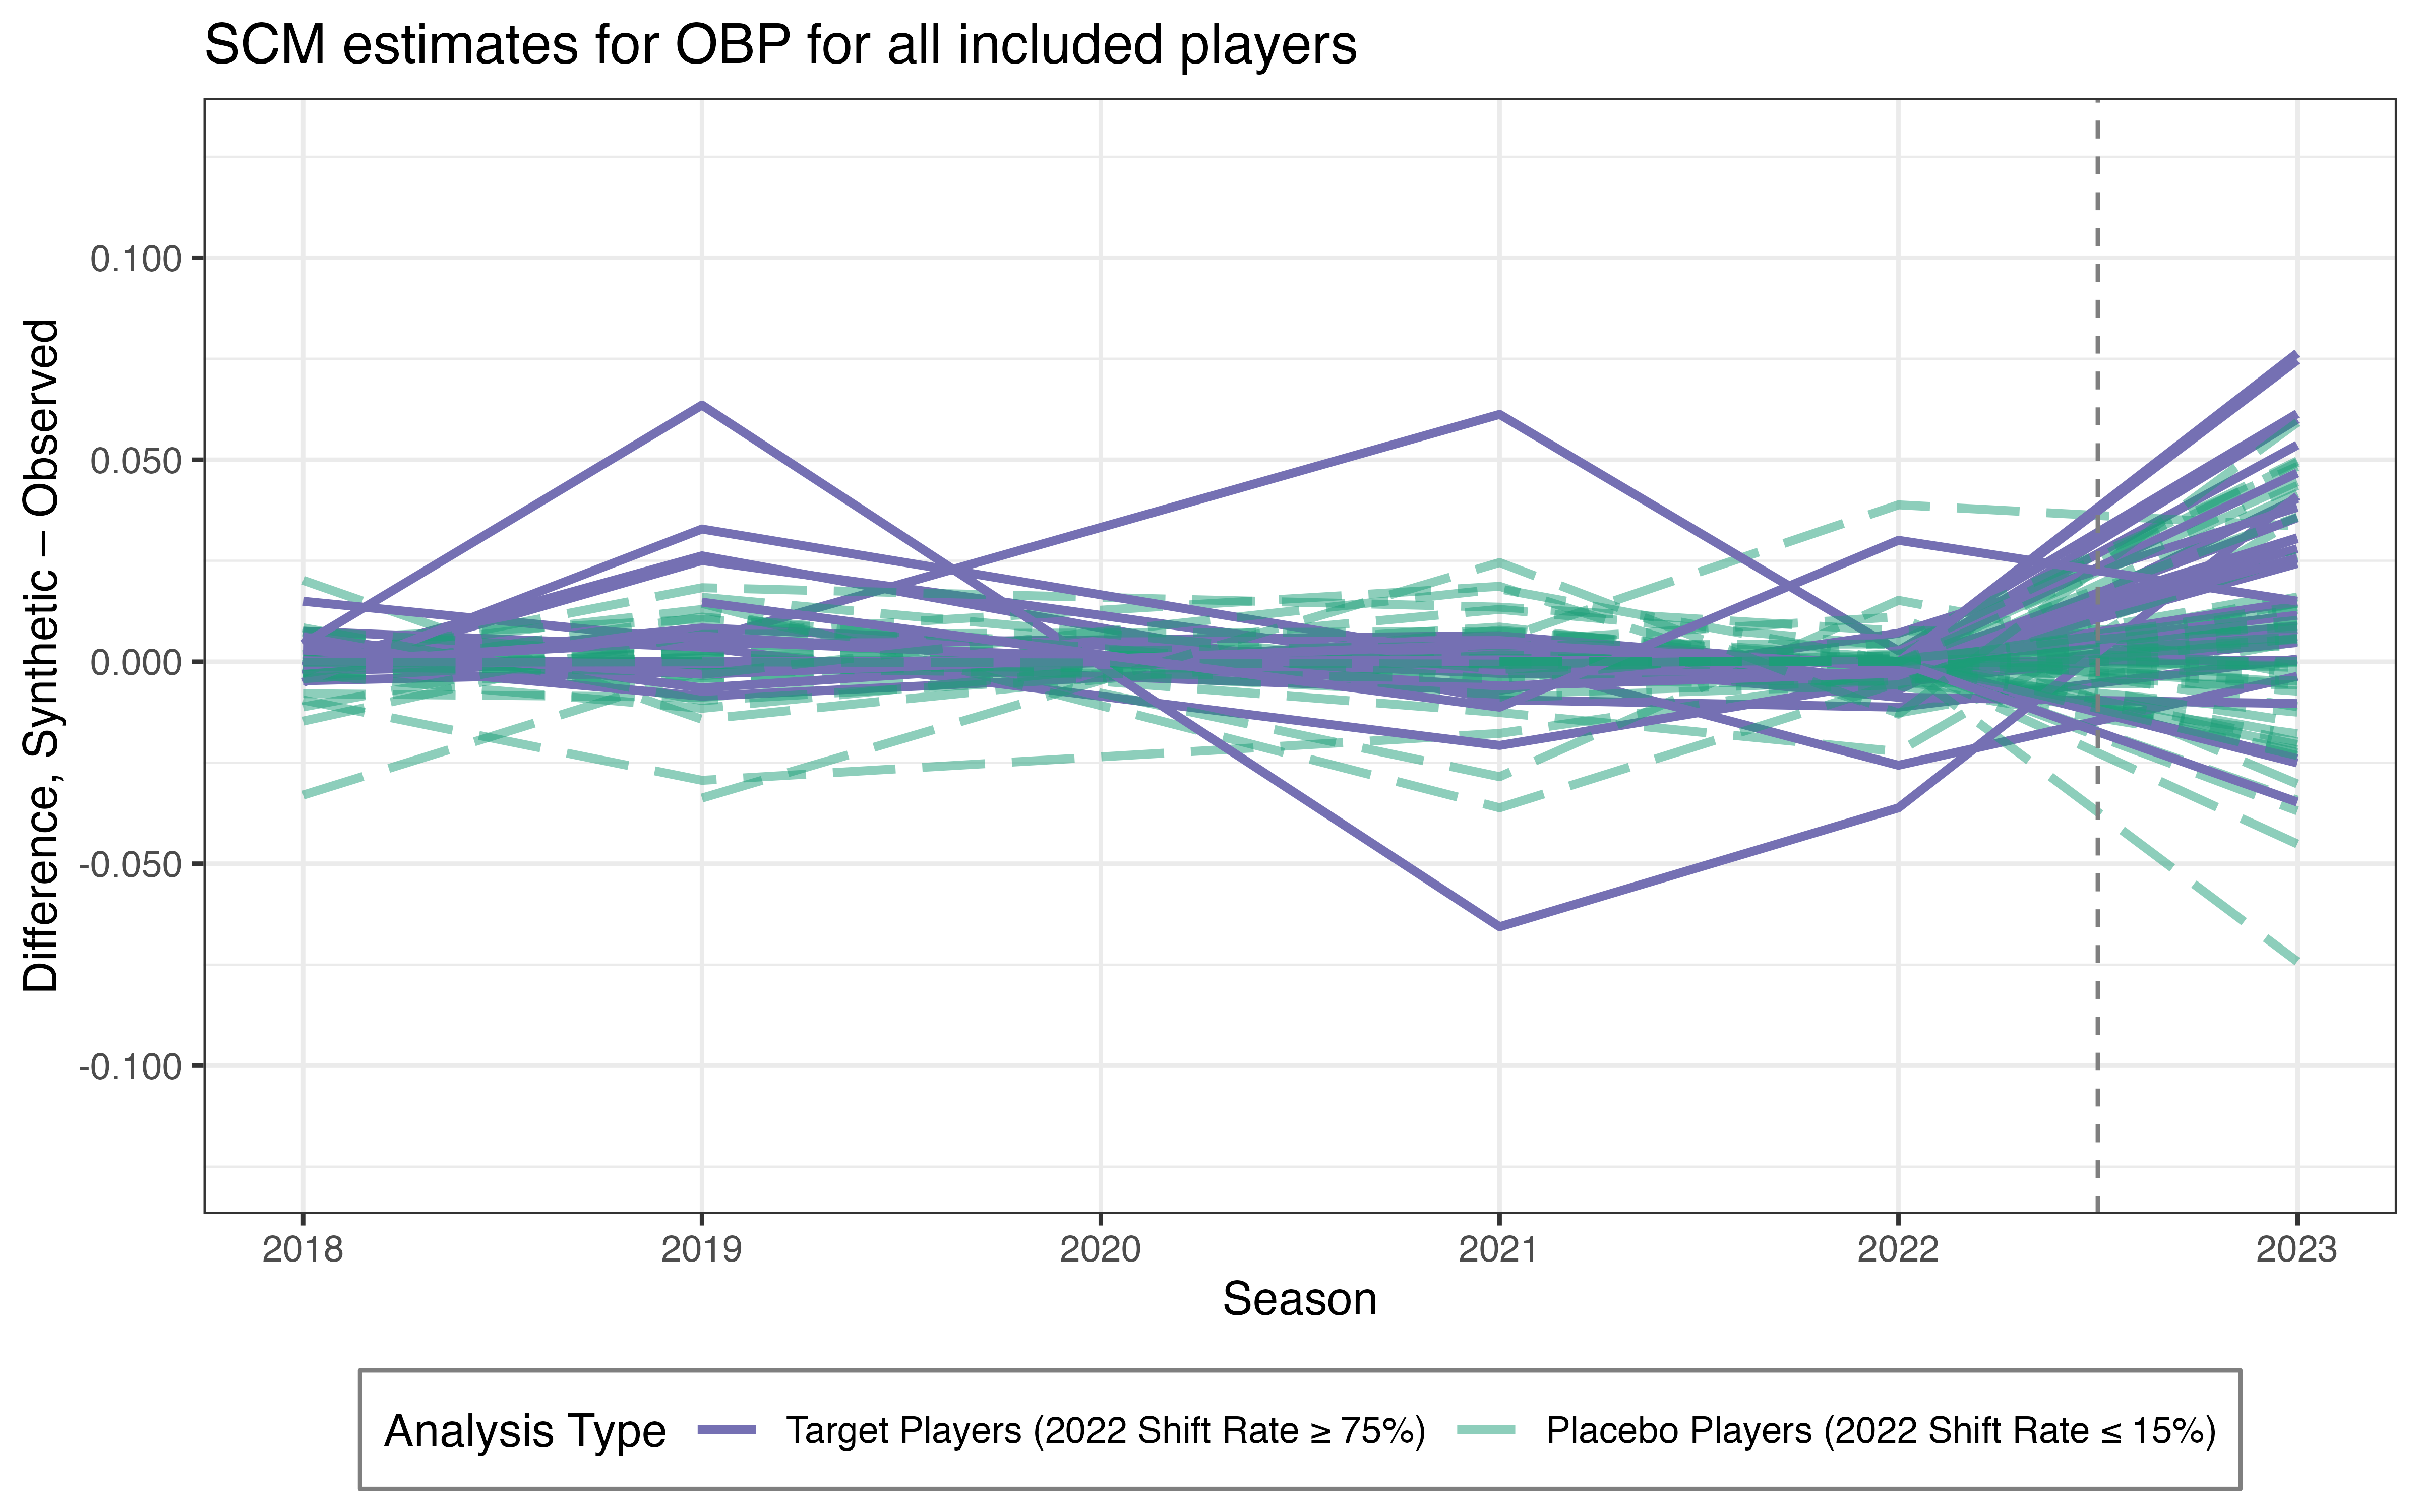 SCM estimates for OBP for all included players
Difference, Synthetic – Observed
0.100
0.050
0.000
-0.050
-0.100
2018 2019 2020 2021 2022 2023
Season
Analysis Type Target Players (2022 Shift Rate ≥ 75%) Placebo Players (2022 Shift Rate ≤ 15%)